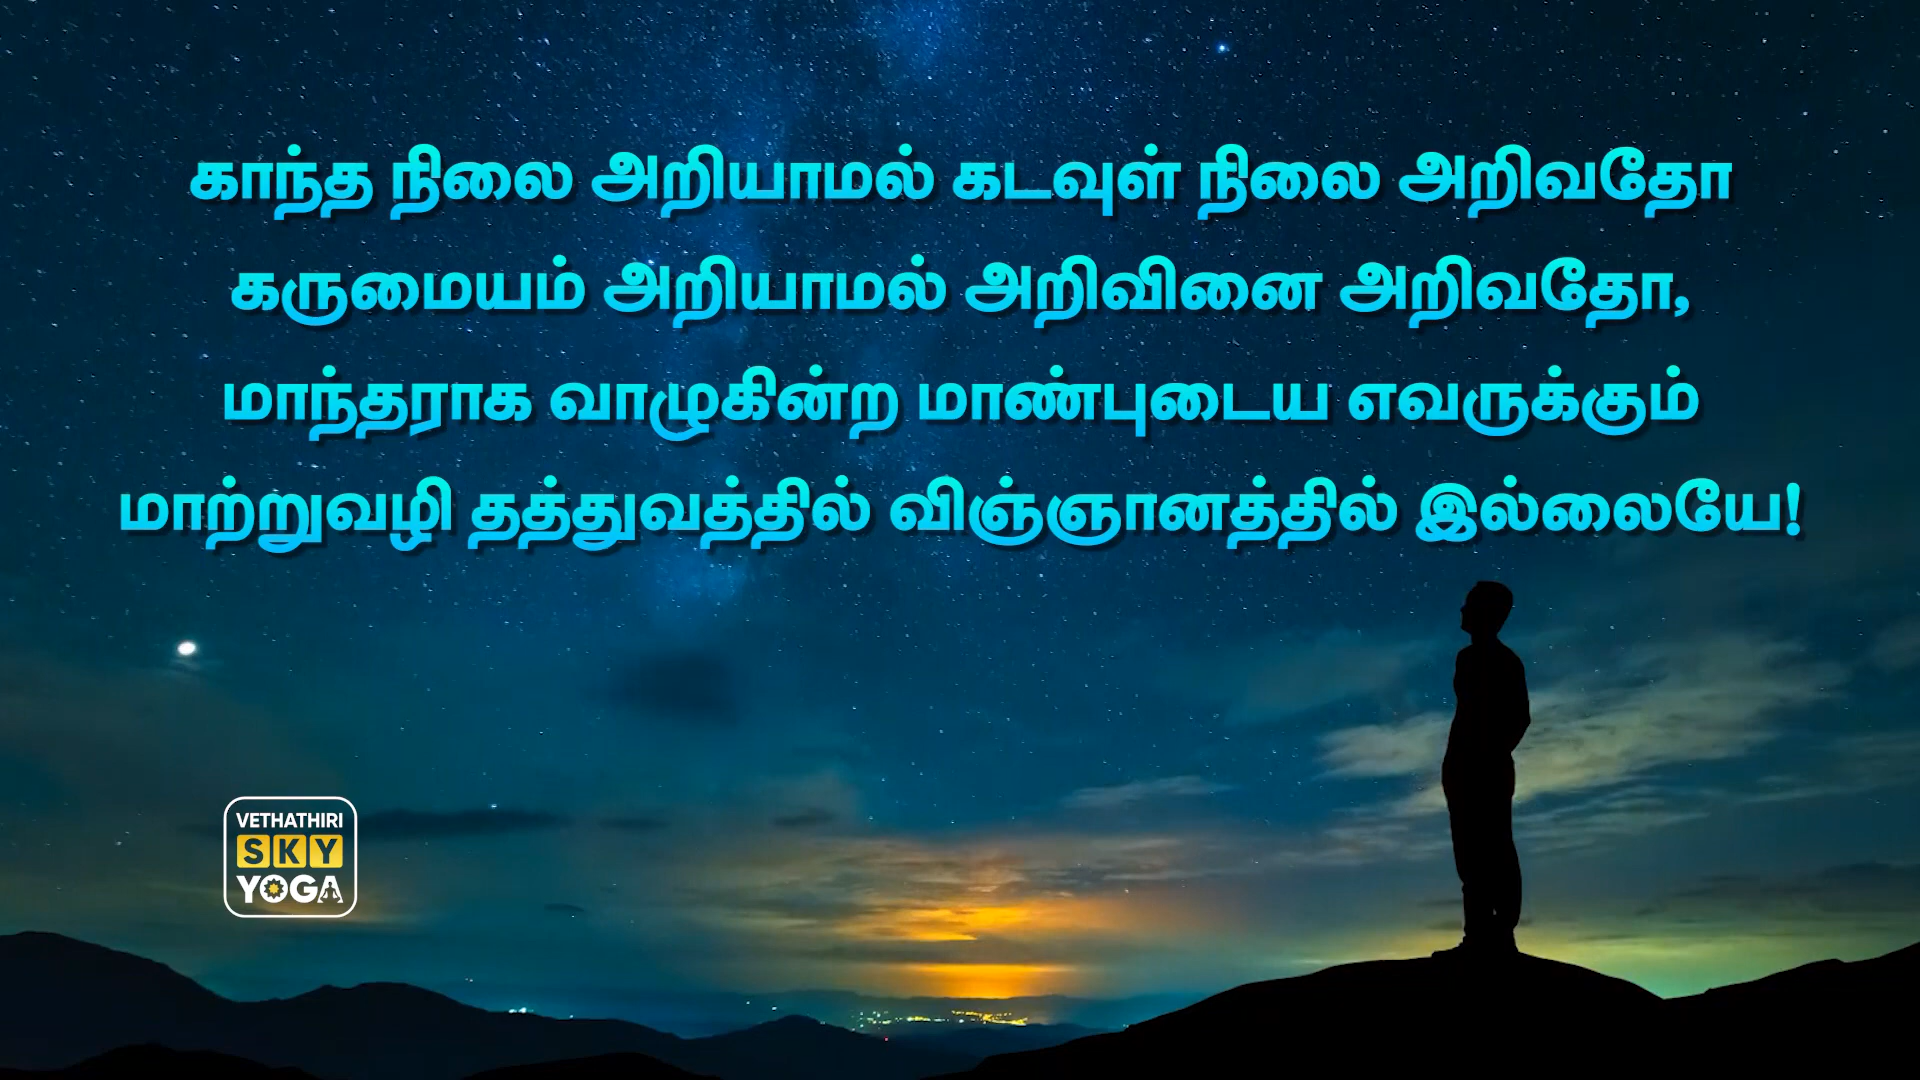 காந்த நிலை அறியாமல் கடவுள் நிலை அறிவதோ
கருமையம் அறியாமல் அறிவினை அறிவதோ,
மாந்தராக வாழுகின்ற மாண்புடைய எவருக்கும்
மாற்றுவழி தத்துவத்தில் விஞ்ஞானத்தில் இல்லையே!
VETHATHIRI
SKY
YOGA